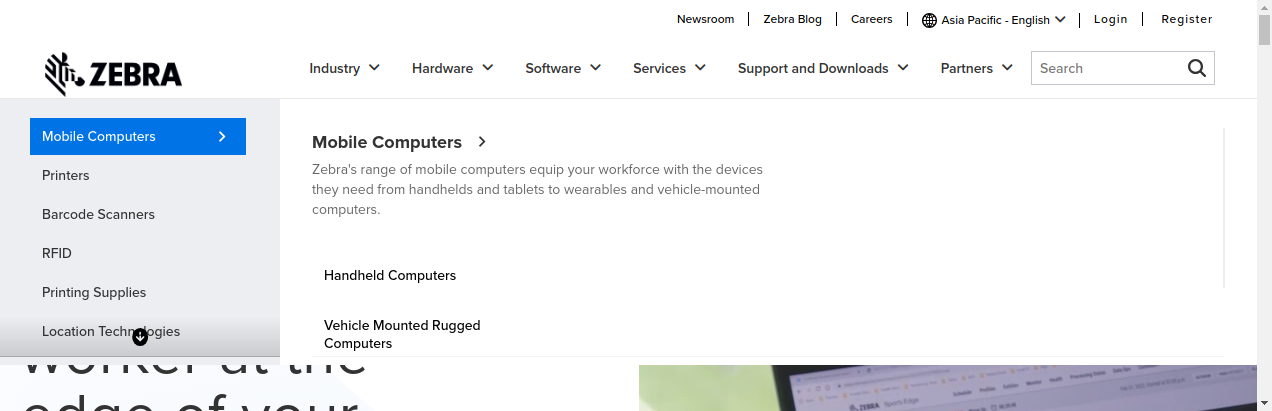 Newsroom
Zebra Blog
Careers
Asia Pacific - English
Login
Register
ZEBRA
Industry
Hardware
Software
Services
Support and Downloads
Partners
Search
Mobile Computers
Printers
Barcode Scanners
RFID
Printing Supplies
Location Technologies
Mobile Computers
Zebra's range of mobile computers equip your workforce with the devices
they need from handhelds and tablets to wearables and vehicle-mounted
computers.
Handheld Computers
Vehicle Mounted Rugged
Computers
worker at the
edge of your
ZEBRA